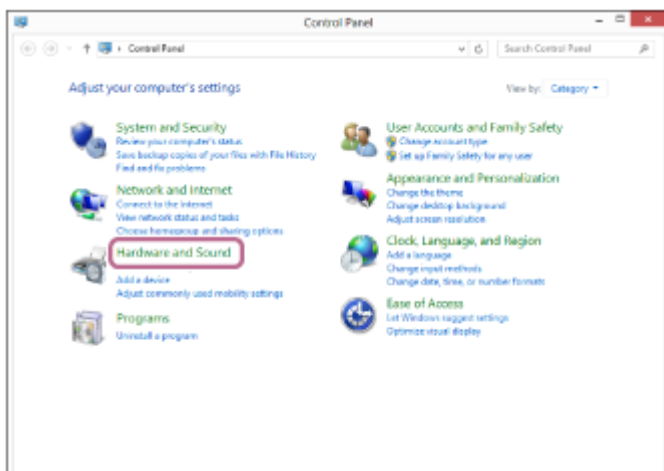 Control Panel
Control Panel
Search Control Panel
Adjust your computer's settings
View by: Category
System and Security
Review your computer's status
Save backup copies of your files with File History
Find and fix problems
Network and Internet
Connect to the Internet
View network status and tasks
Choose homegroup and sharing options
Hardware and Sound
Add a device
Adjust commonly used mobility settings
Programs
Uninstall a program
User Accounts and Family Safety
Change account type
Set up Family Safety for any user
Appearance and Personalization
Change the theme
Change desktop background
Adjust screen resolution
Clock, Language, and Region
Add a language
Change input methods
Change date, time, or number formats
Ease of Access
Let Windows suggest settings
Optimize visual display